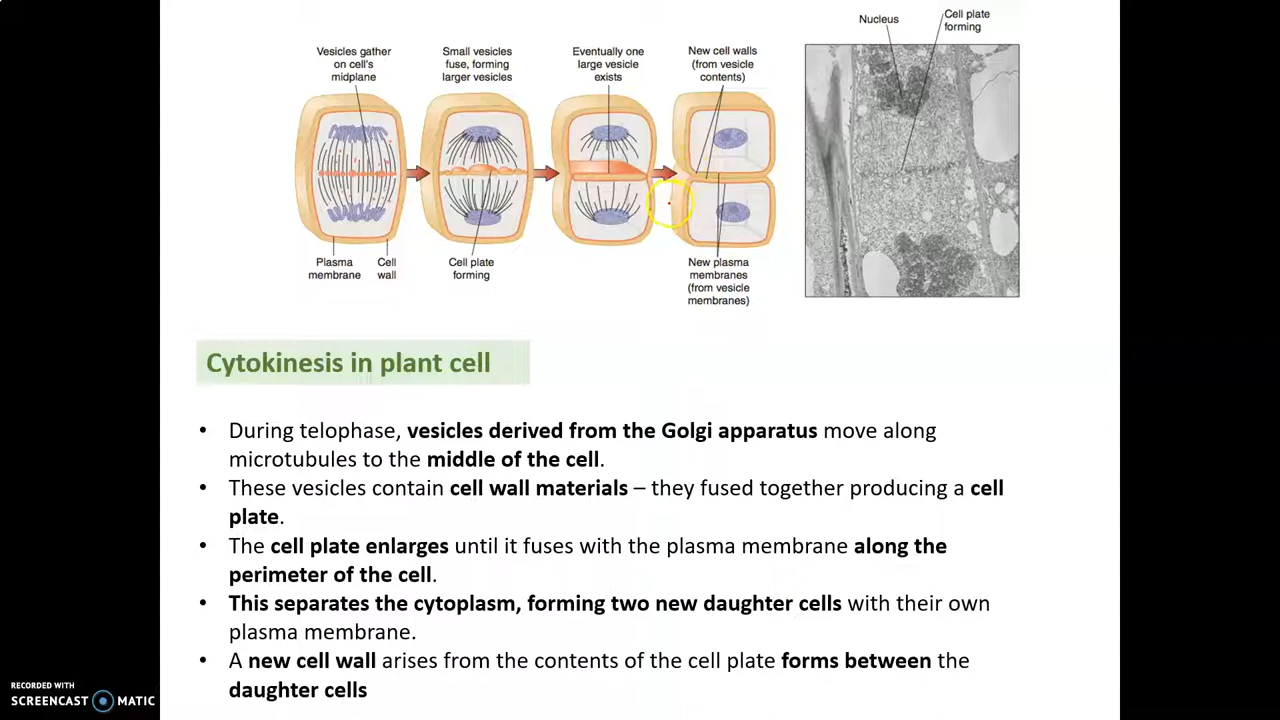 Nucleus
Cell plate
forming
Vesicles gather
on cell's
midplane
Small vesicles
fuse, forming
larger vesicles
Eventually one
large vesicle
exists
New cell walls
(from vesicle
contents)
Plasma
membrane
Cell
wall
Cell plate
forming
New plasma
membranes
(from vesicle
membranes)
Cytokinesis in plant cell
• During telophase, vesicles derived from the Golgi apparatus move along
microtubules to the middle of the cell.
• These vesicles contain cell wall materials – they fused together producing a cell
plate.
• The cell plate enlarges until it fuses with the plasma membrane along the
perimeter of the cell.
• This separates the cytoplasm, forming two new daughter cells with their own
plasma membrane.
• A new cell wall arises from the contents of the cell plate forms between the
daughter cells
RECORDED WITH
SCREENCAST MATIC